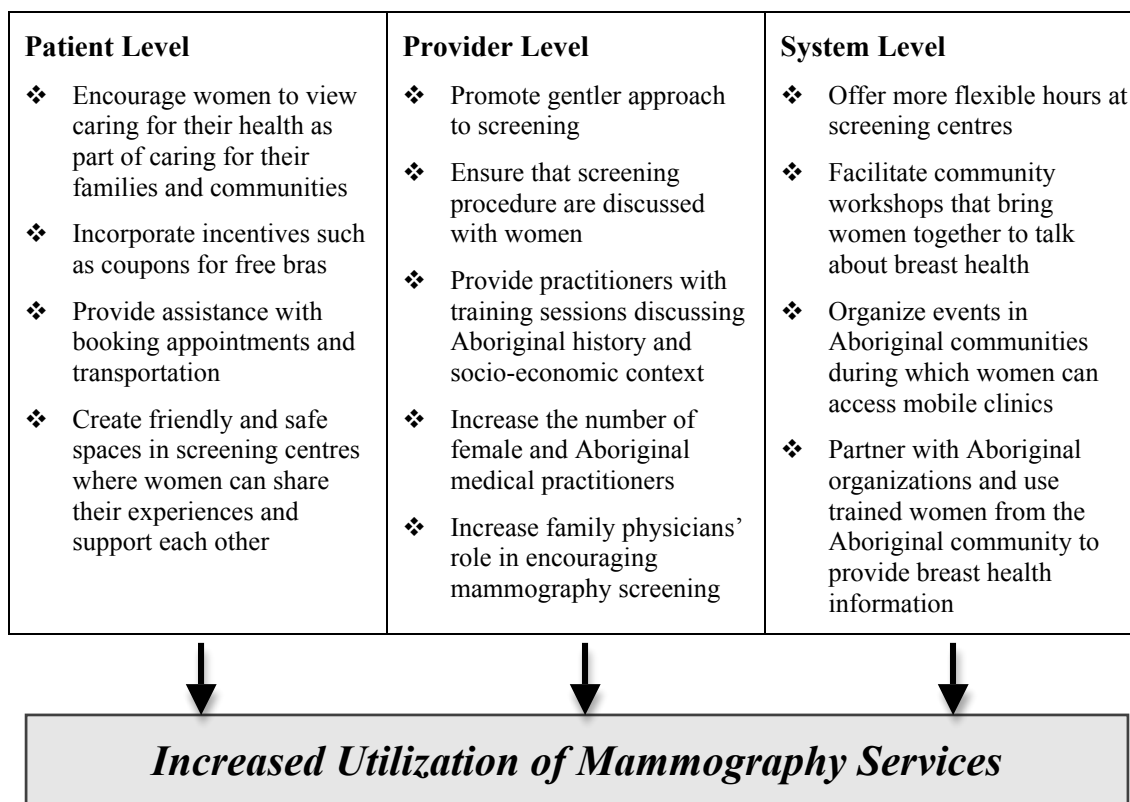 Patient Level
❖ Encourage women to view
caring for their health as
part of caring for their
families and communities
❖ Incorporate incentives such
as coupons for free bras
❖ Provide assistance with
booking appointments and
transportation
❖ Create friendly and safe
spaces in screening centres
where women can share
their experiences and
support each other
Provider Level
❖ Promote gentler approach
to screening
❖ Ensure that screening
procedure are discussed
with women
❖ Provide practitioners with
training sessions discussing
Aboriginal history and
socio-economic context
❖ Increase the number of
female and Aboriginal
medical practitioners
❖ Increase family physicians’
role in encouraging
mammography screening
System Level
❖ Offer more flexible hours at
screening centres
❖ Facilitate community
workshops that bring
women together to talk
about breast health
❖ Organize events in
Aboriginal communities
during which women can
access mobile clinics
❖ Partner with Aboriginal
organizations and use
trained women from the
Aboriginal community to
provide breast health
information
Increased Utilization of Mammography Services